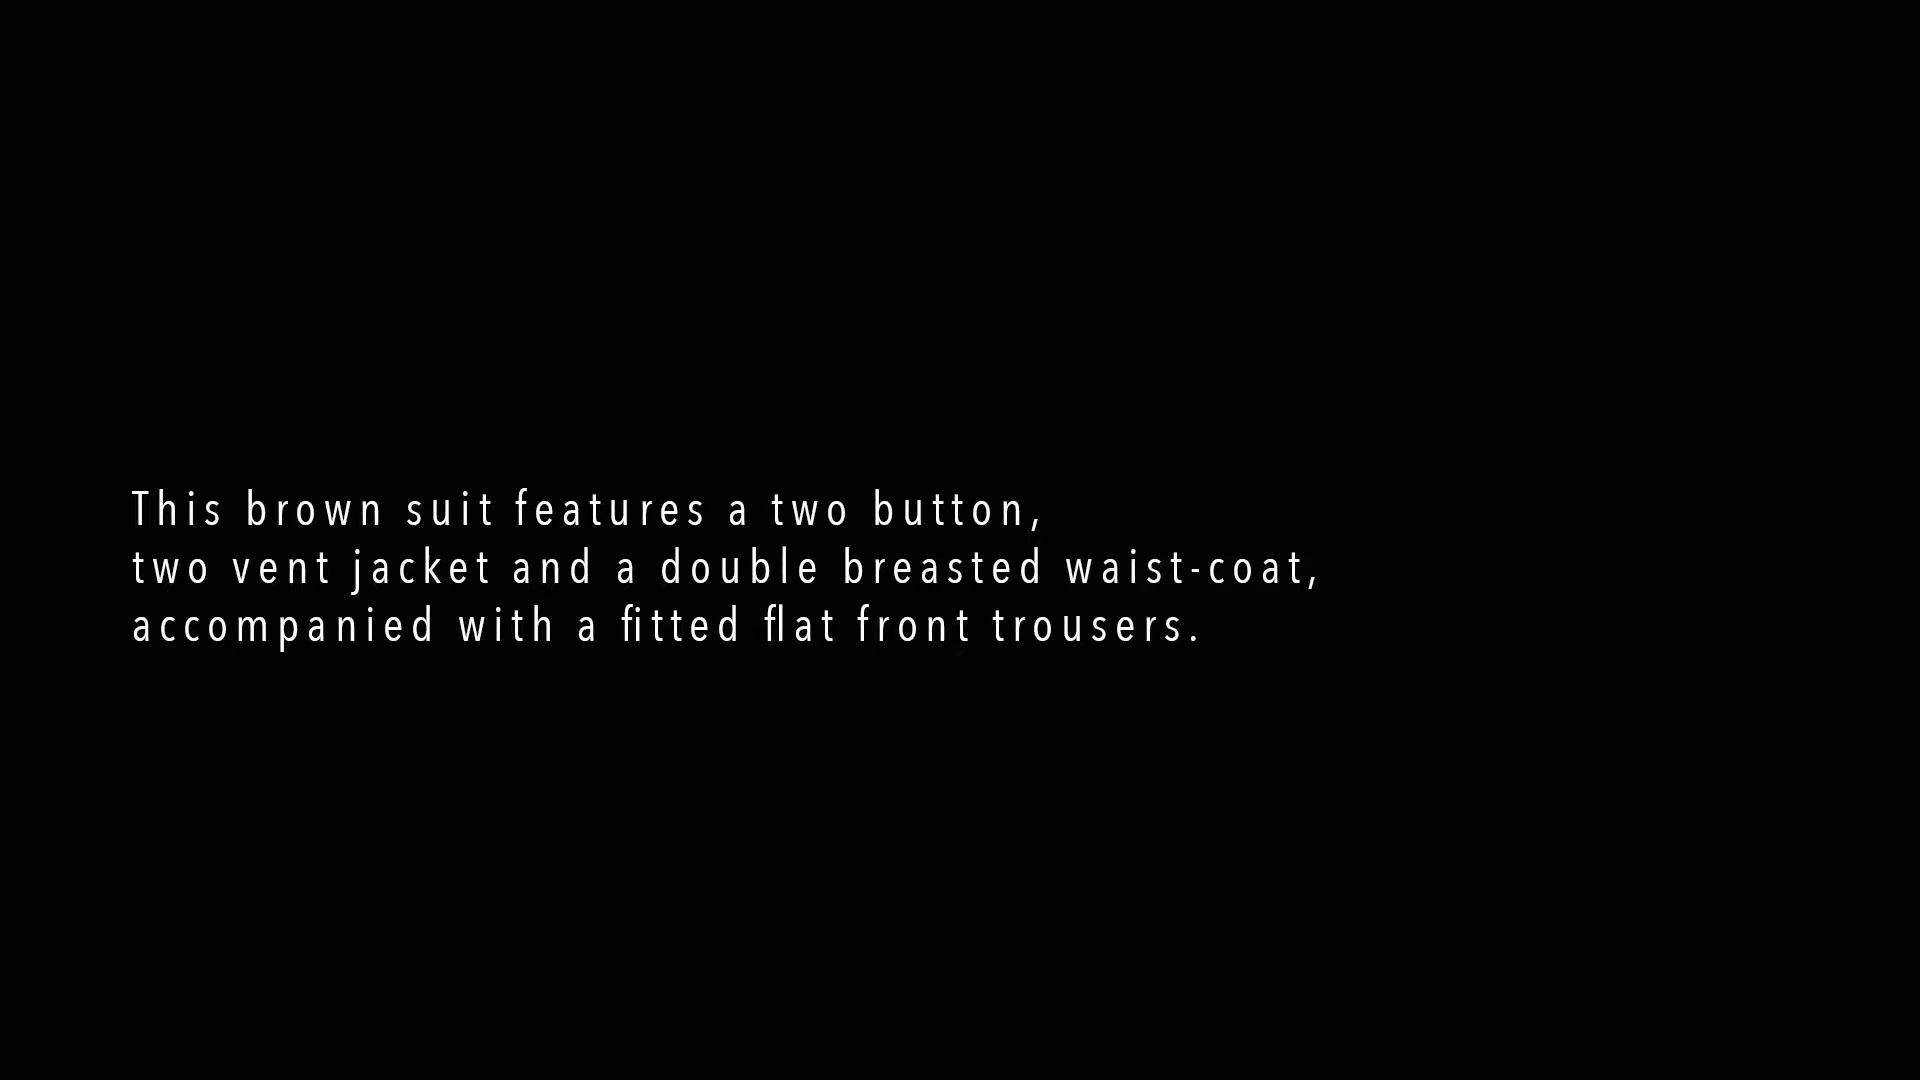 This brown suit features a two button,
two vent jacket and a double breasted waist-coat,
accompanied with a fitted flat front trousers.